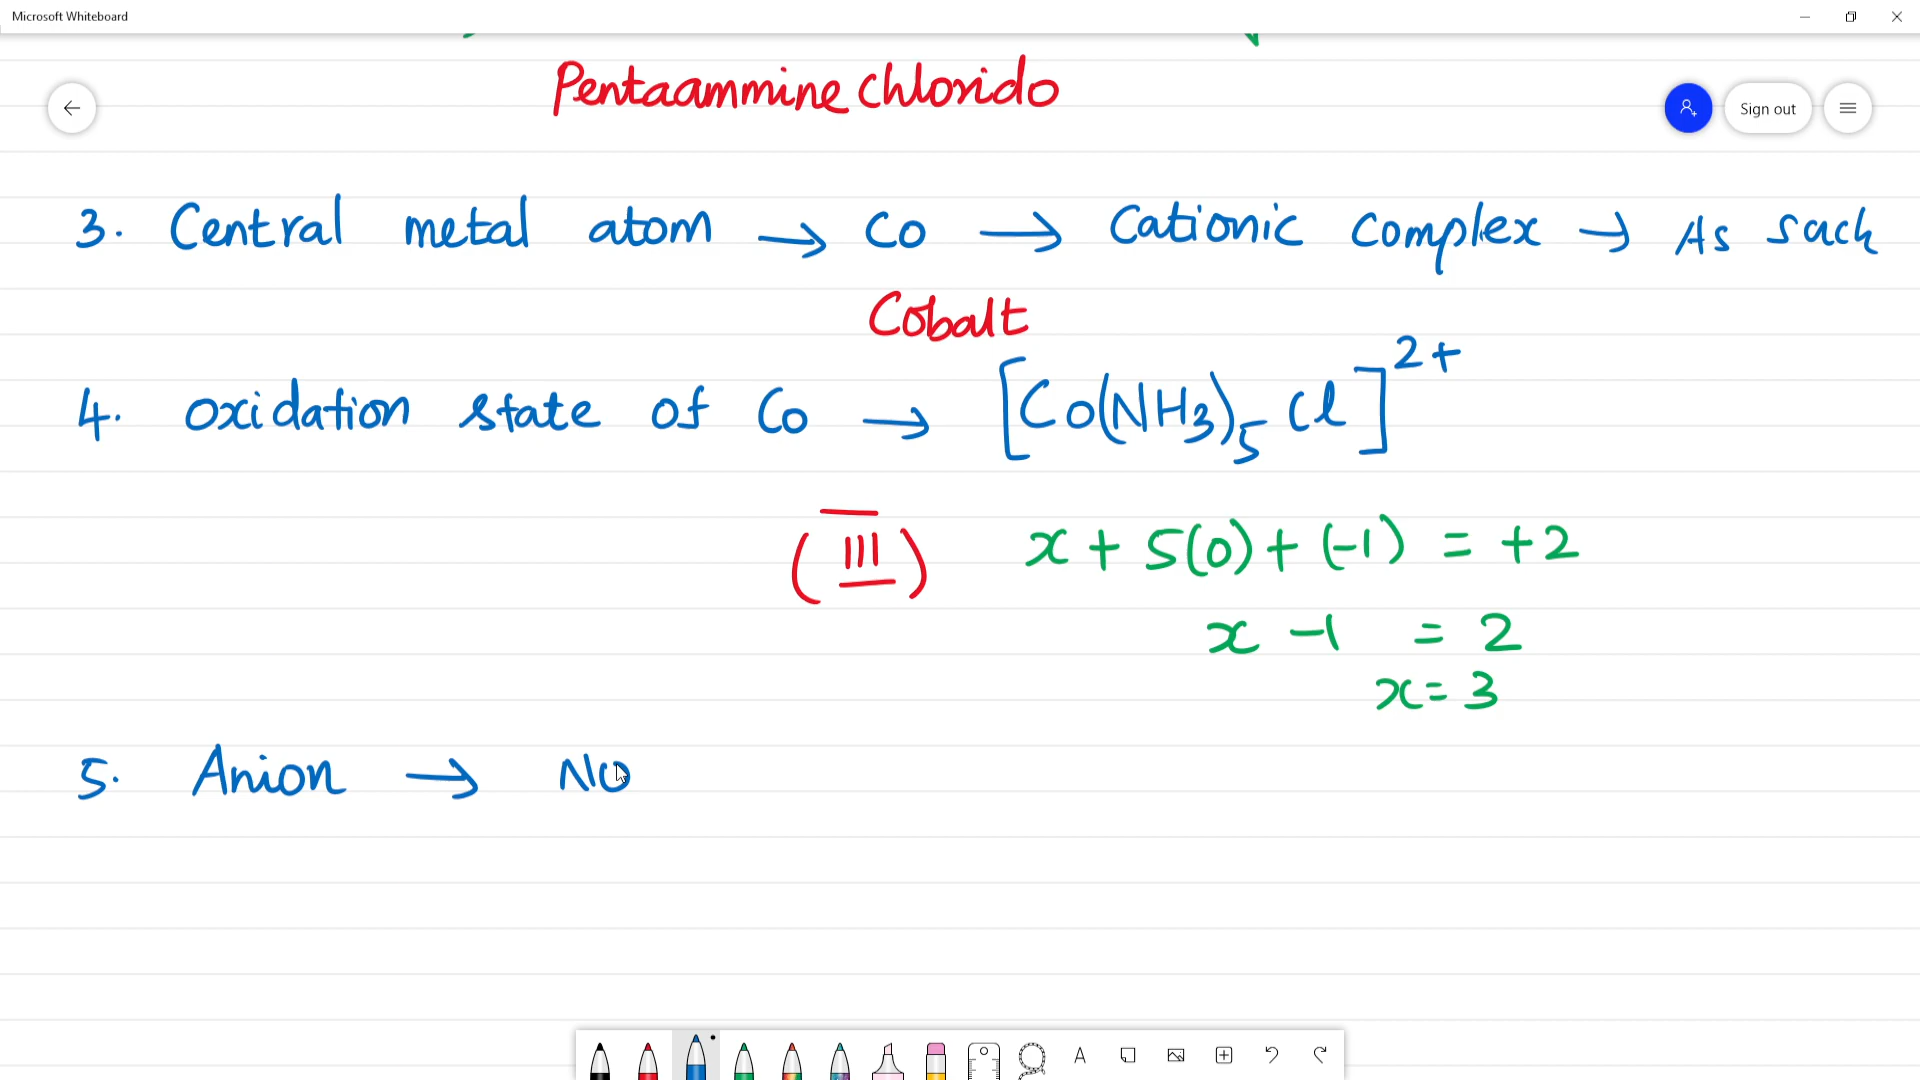 Microsoft Whiteboard
Pentaammine chlorido
Sign out
3. Central metal atom → Co → Cationic complex → As such
Cobalt
4. Oxidation state of Co → [Co(NH3)5 Cl]2+
(III) x + 5(0) + (-1) = +2
x - 1 = 2
x = 3
5. Anion → No
A